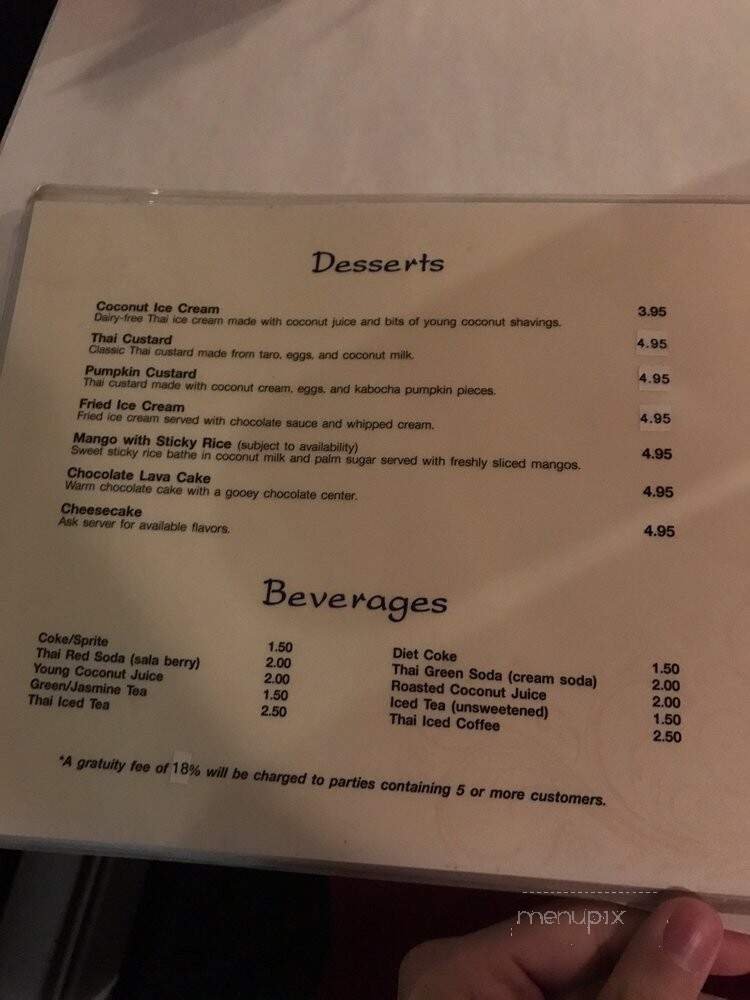 Desserts
Coconut Ice Cream 3.95
Dairy-free Thai ice cream made with coconut juice and bits of young coconut shavings.
Thai Custard 4.95
Classic Thai custard made from taro, eggs, and coconut milk.
Pumpkin Custard 4.95
Thai custard made with coconut cream, eggs, and kabocha pumpkin pieces.
Fried Ice Cream 4.95
Fried ice cream served with chocolate sauce and whipped cream.
Mango with Sticky Rice (subject to availability) 4.95
Sweet sticky rice bathe in coconut milk and palm sugar served with freshly sliced mangos.
Chocolate Lava Cake 4.95
Warm chocolate cake with a gooey chocolate center.
Cheesecake 4.95
Ask server for available flavors.
Beverages
Coke/Sprite 1.50
Thai Red Soda (sala berry) 2.00
Young Coconut Juice 2.00
Green/Jasmine Tea 1.50
Thai Iced Tea 2.50
Diet Coke 1.50
Thai Green Soda (cream soda) 2.00
Roasted Coconut Juice 2.00
Iced Tea (unsweetened) 1.50
Thai Iced Coffee 2.50
*A gratuity fee of 18% will be charged to parties containing 5 or more customers.
menupix